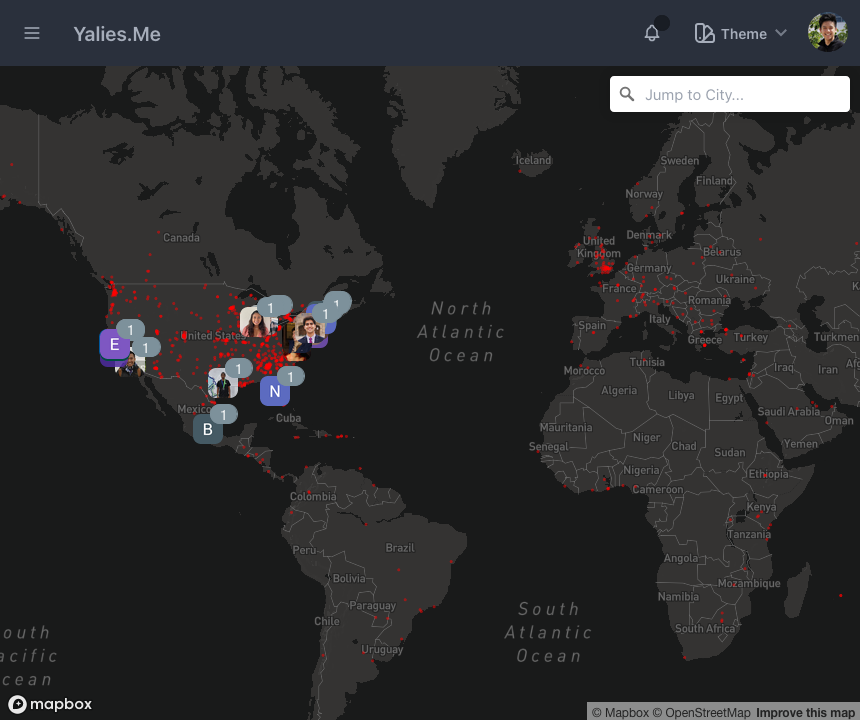 Yalies.Me
Theme
Jump to City...
Iceland
Sweden
Finland
Norway
Canada
United
Kingdom
Denmark
Belarus
Germany
Ukraine
France
Romania
North
Atlantic
Ocean
United States
Italy
Spain
Greece
Turkey
Türkmen
1
1
1
E
1
1
Tunisia
Morocco
Iraq
Iran
Af
1
1
N
Algeria
Libya
Egypt
Mexico
1
B
Cuba
Saudi Arabia
Oman
Mauritania
Senegal
Niger
Chad
Sudan
Yemen
Nigeria
Ethiopia
Cameroon
Colombia
Kenya
Tanzania
Peru
Brazil
Angola
Bolivia
Mozambique
Namibia
Paraguay
Chile
South
Atlantic
Ocean
South Africa
Uruguay
outh
acific
cean
mapbox
© Mapbox © OpenStreetMap Improve this map